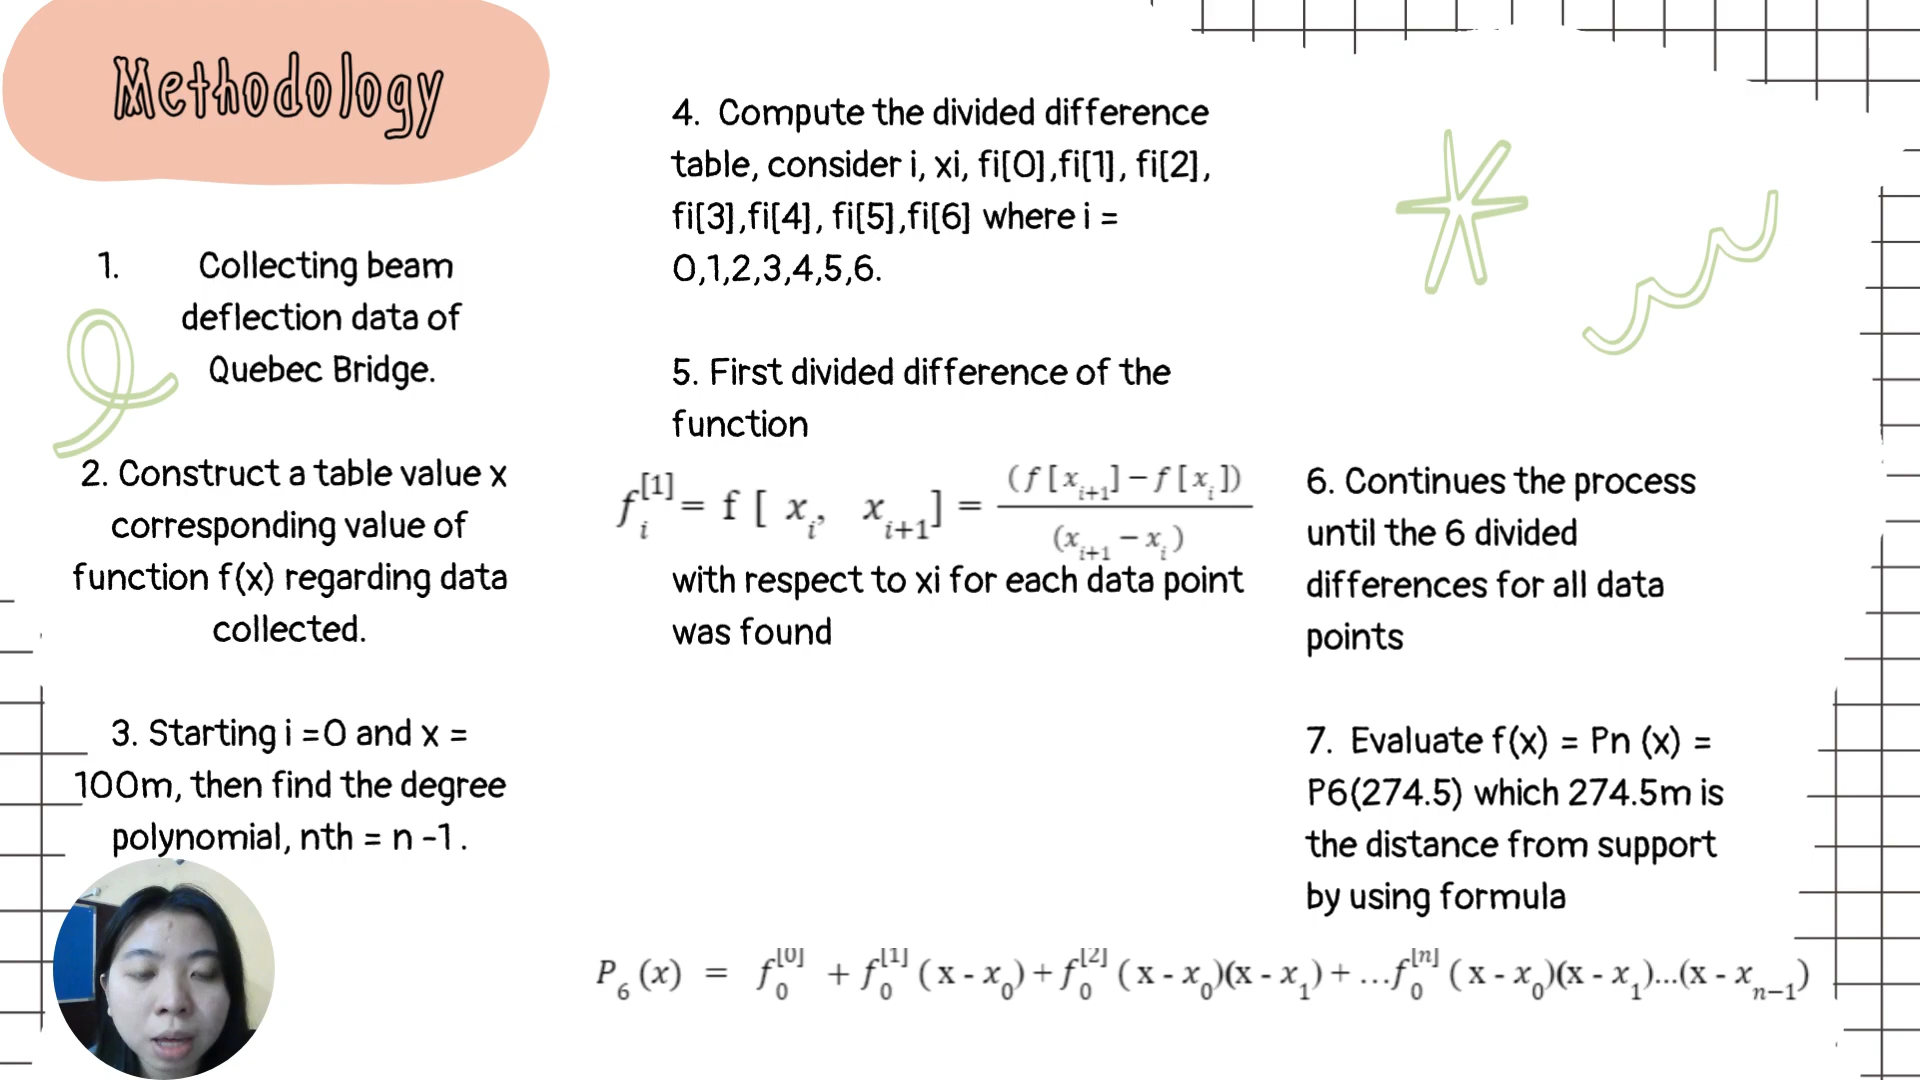 Methodology
1. Collecting beam
deflection data of
Quebec Bridge.
2. Construct a table value x
corresponding value of
function f(x) regarding data
collected.
3. Starting i =0 and x =
100m, then find the degree
polynomial, nth = n -1 .
4. Compute the divided difference
table, consider i, xi, fi[0] ,fi[1], fi[2] ,
fi[3] ,fi[4] , fi[5] ,fi[6] where i =
0,1,2,3,4,5,6.
5. First divided difference of the
function
f_i^[1] = f [ x_i, x_{i+1} ] = (f [x_{i+1}] − f [x_i]) / (x_{i+1} − x_i)
with respect to xi for each data point
was found
6. Continues the process
until the 6 divided
differences for all data
points
7. Evaluate f(x) = Pn (x) =
P6(274.5) which 274.5m is
the distance from support
by using formula
P_6 (x) = f_0^[0] + f_0^[1] ( x - x_0) + f_0^[2] ( x - x_0)(x - x_1) + ...f_0^[n] ( x - x_0)(x - x_1)...(x - x_{n−1})